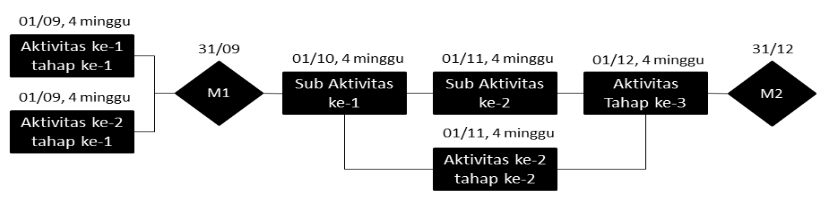 01/09, 4 minggu
Aktivitas ke-1
tahap ke-1
01/09, 4 minggu
Aktivitas ke-2
tahap ke-1
31/09
M1
01/10, 4 minggu
Sub Aktivitas
ke-1
01/11, 4 minggu
Sub Aktivitas
ke-2
01/11, 4 minggu
Aktivitas ke-2
tahap ke-2
01/12, 4 minggu
Aktivitas
Tahap ke-3
31/12
M2